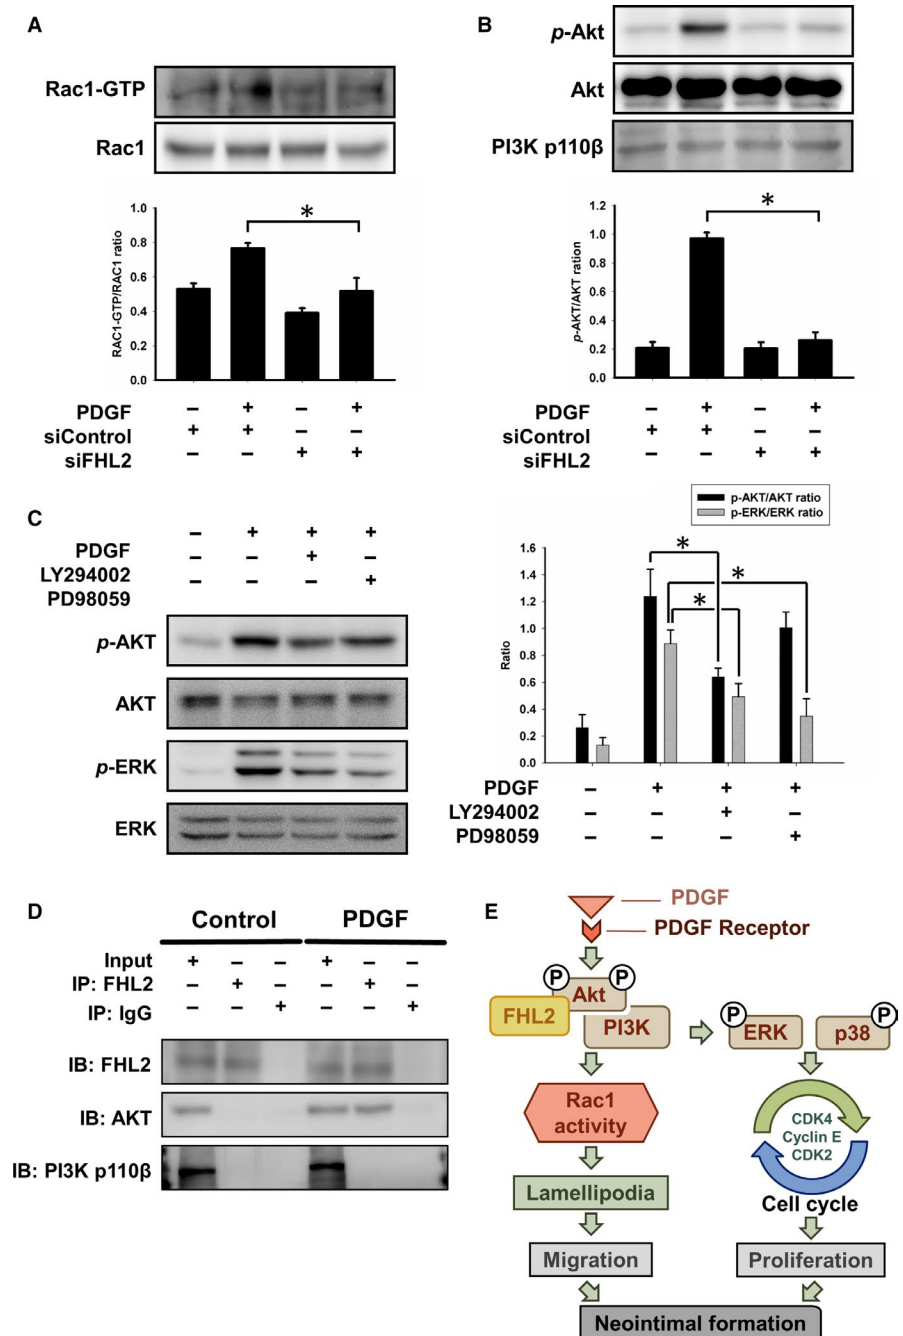 A
Rac1-GTP
Rac1
RAC1-GTP/RAC1 ratio
1.0
0.8
0.6
0.4
0.2
0.0
*
PDGF − + − +
siControl + + − −
siFHL2 − − + +
B
p-Akt
Akt
PI3K p110β
p-AKT/AKT ration
1.0
0.8
0.6
0.4
0.2
0.0
*
PDGF − + − +
siControl + + − −
siFHL2 − − + +
C
− + + +
PDGF
− − + −
LY294002
− − − +
PD98059
p-AKT
AKT
p-ERK
ERK
p-AKT/AKT ratio
p-ERK/ERK ratio
Ratio
1.6
1.4
1.2
1.0
0.8
0.6
0.4
0.2
0.0
*
*
*
PDGF − + + +
LY294002 − − + −
PD98059 − − − +
D
Control PDGF
Input + − − + − −
IP: FHL2 − + − − + −
IP: IgG − − + − − +
IB: FHL2
IB: AKT
IB: PI3K p110β
E
PDGF
PDGF Receptor
P P
Akt
FHL2
PI3K
P P
ERK p38
Rac1
activity
CDK4
Cyclin E
CDK2
Cell cycle
Lamellipodia
Migration
Proliferation
Neointimal formation